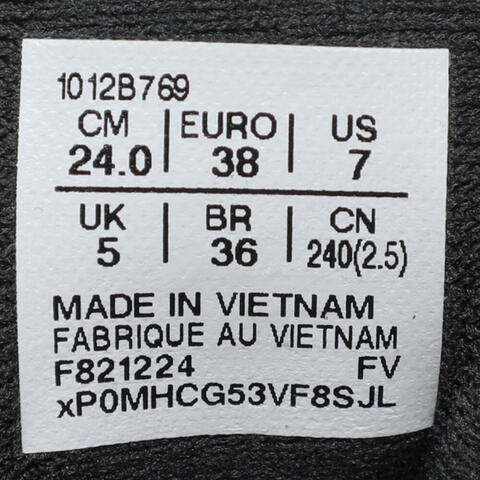 1012B769
CM EURO US
24.0 38 7
UK BR CN
5 36 240(2.5)
MADE IN VIETNAM
FABRIQUE AU VIETNAM
F821224 FV
xP0MHCG53VF8SJL